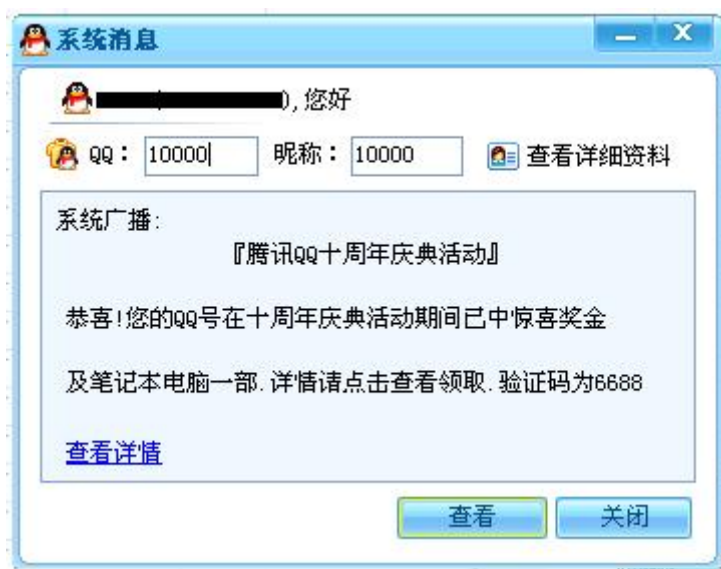 系统消息
),您好
QQ： 10000 昵称： 10000 查看详细资料
系统广播:
『腾讯QQ十周年庆典活动』
恭喜!您的QQ号在十周年庆典活动期间已中惊喜奖金
及笔记本电脑一部.详情请点击查看领取.验证码为6688
查看详情
查看 关闭